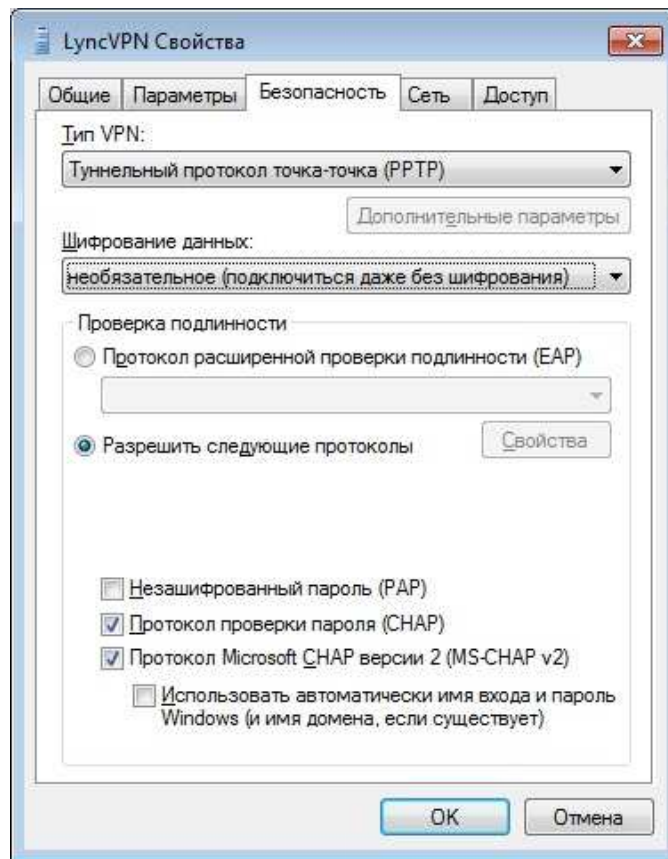 LyncVPN Свойства
Общие
Параметры
Безопасность
Сеть
Доступ
Тип VPN:
Туннельный протокол точка-точка (PPTP)
Дополнительные параметры
Шифрование данных:
необязательное (подключиться даже без шифрования)
Проверка подлинности
Протокол расширенной проверки подлинности (EAP)
Разрешить следующие протоколы
Свойства
Незашифрованный пароль (PAP)
Протокол проверки пароля (CHAP)
Протокол Microsoft CHAP версии 2 (MS-CHAP v2)
Использовать автоматически имя входа и пароль
Windows (и имя домена, если существует)
OK
Отмена